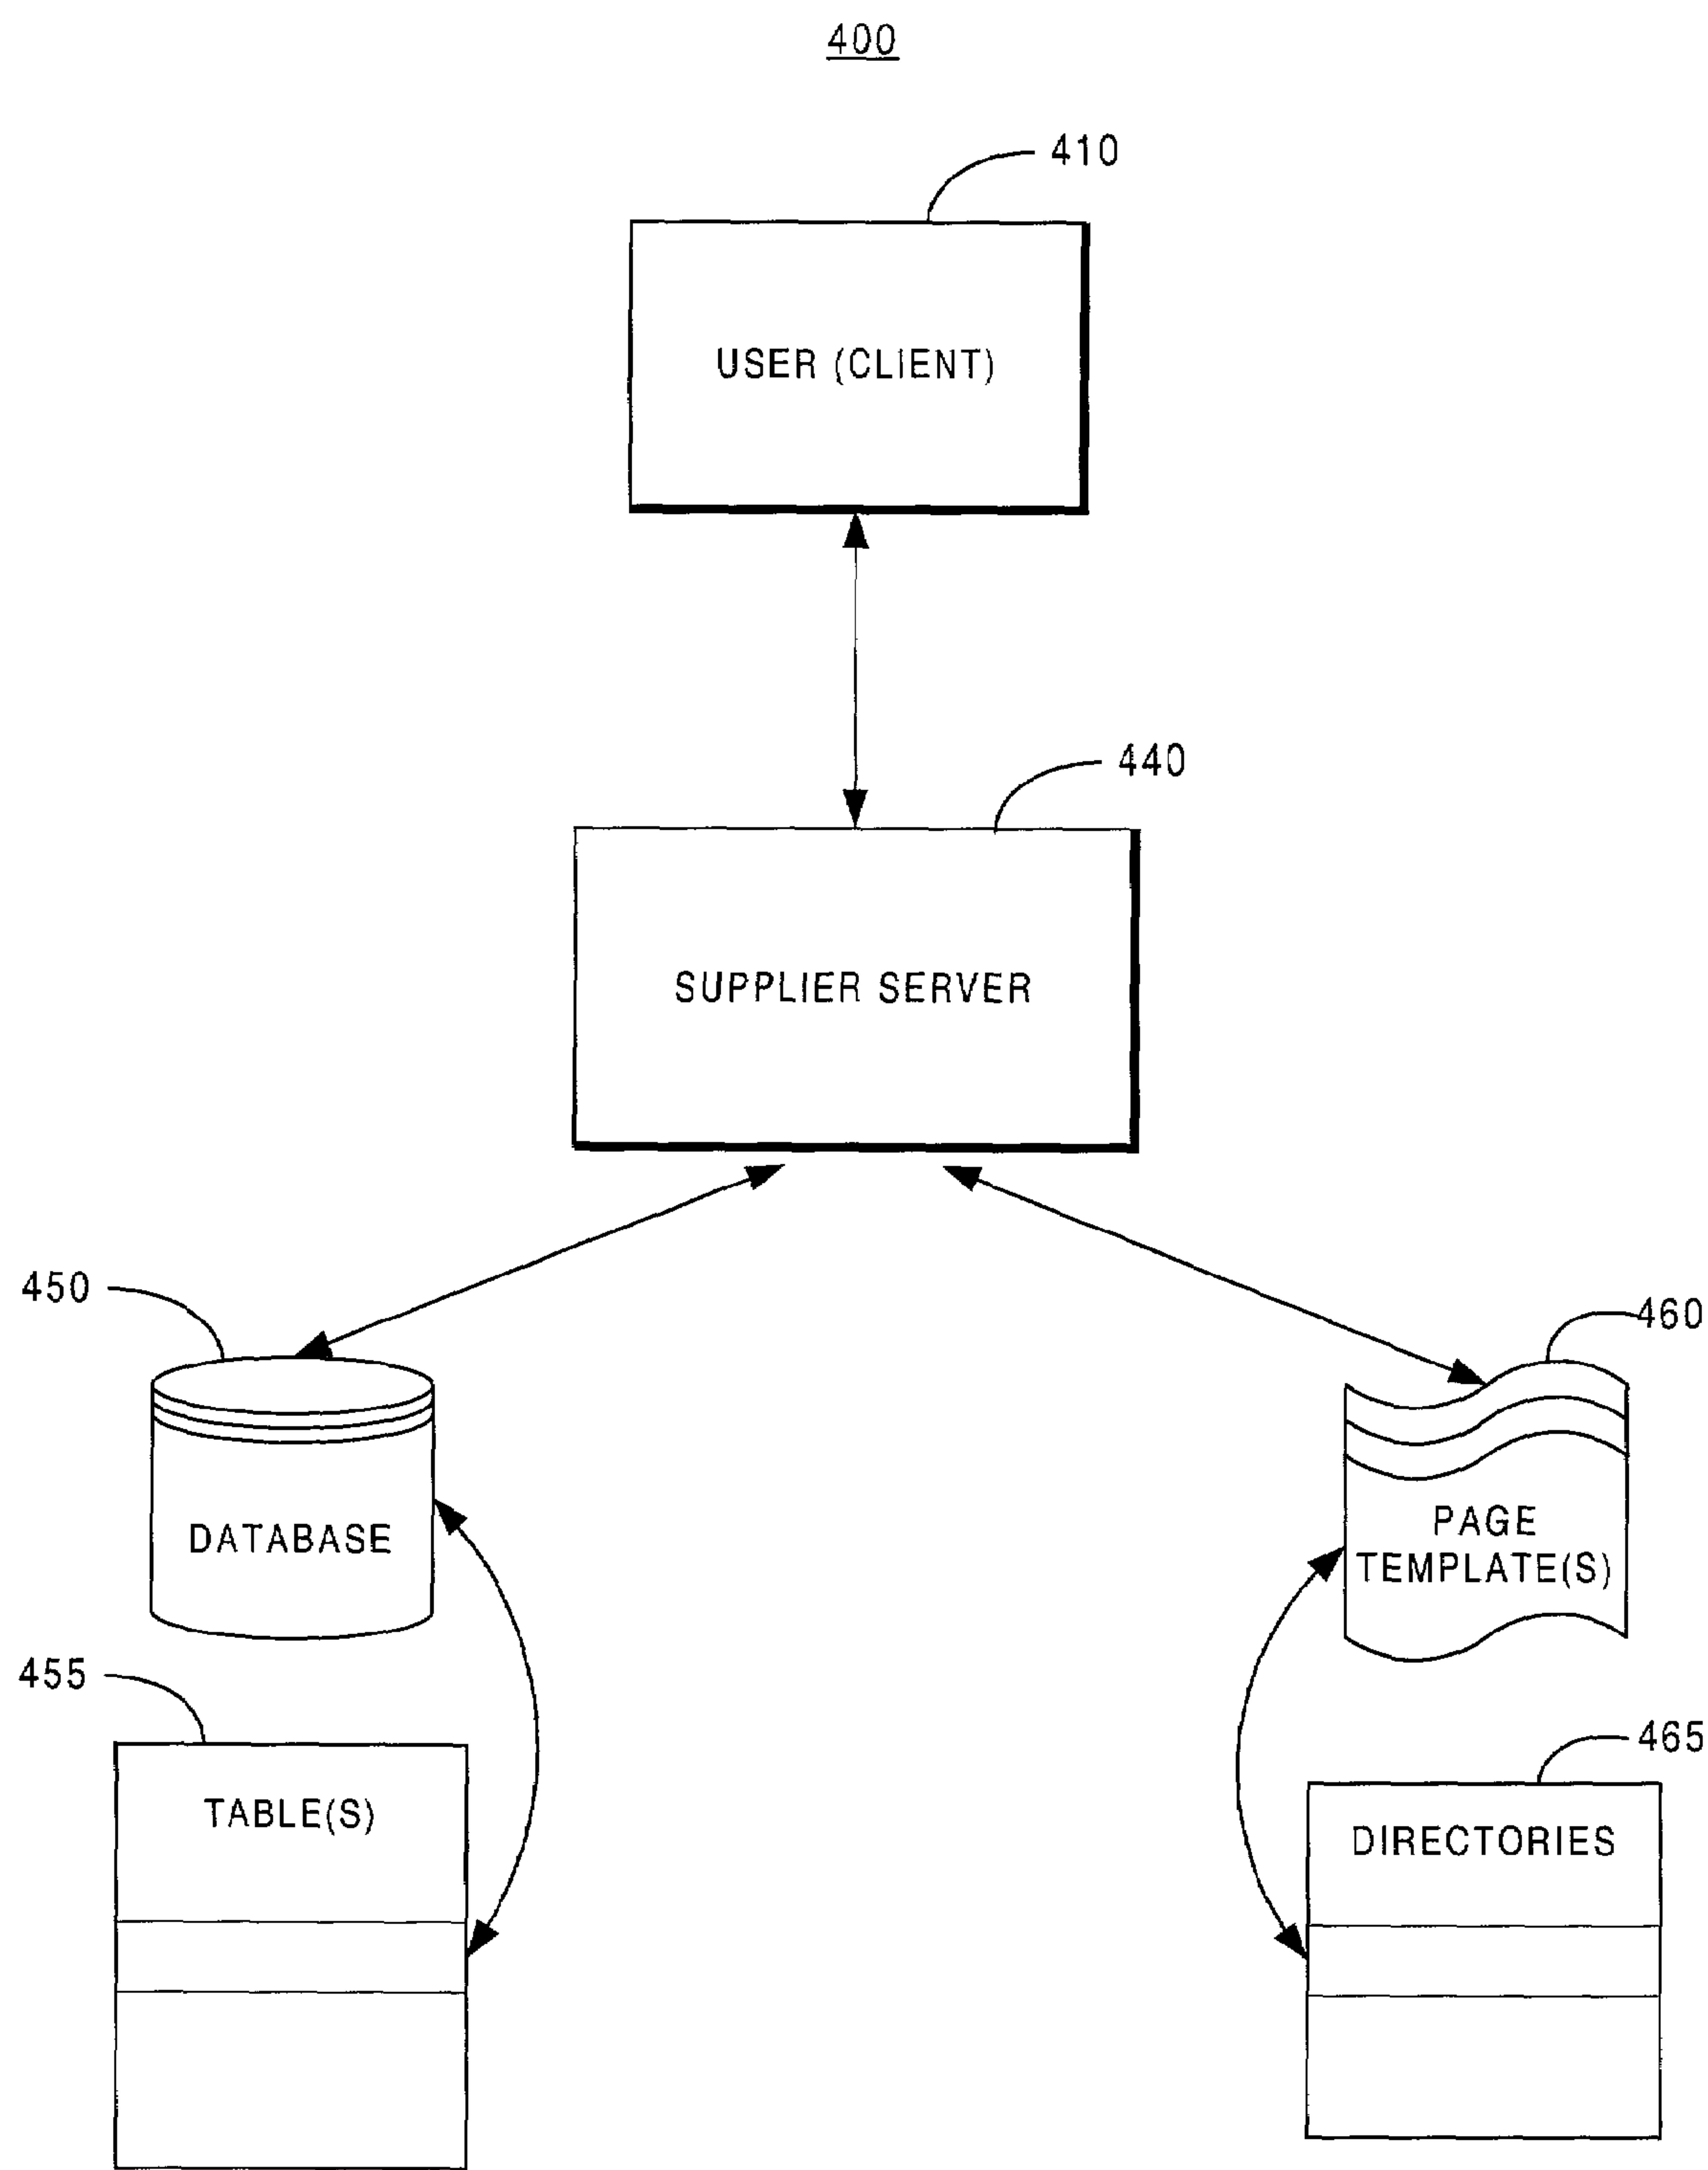 400
410
USER (CLIENT)
440
SUPPLIER SERVER
450
460
DATABASE
PAGE
TEMPLATE(S)
455
465
TABLE(S)
DIRECTORIES